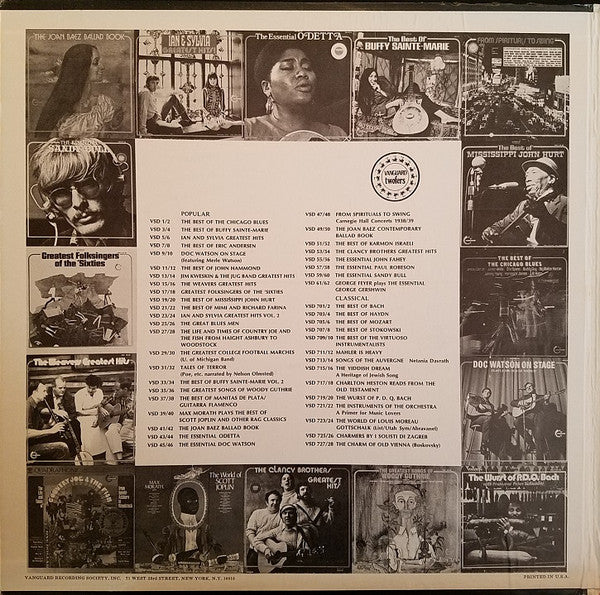 THE JOAN BAEZ BALLAD BOOK
IAN & SYLVIA
GREATEST HITS!
The Essential ODETTA
The Best Of
BUFFY SAINTE-MARIE
FROM SPIRITUALS TO SWING
SANDY BULL
The Best of
MISSISSIPPI JOHN HURT
VANGUARD
twofers
POPULAR
VSD 1/2 THE BEST OF THE CHICAGO BLUES
VSD 3/4 THE BEST OF BUFFY SAINTE-MARIE
VSD 5/6 IAN AND SYLVIA GREATEST HITS
VSD 7/8 THE BEST OF ERIC ANDERSEN
VSD 9/10 DOC WATSON ON STAGE
(featuring Merle Watson)
VSD 11/12 THE BEST OF JOHN HAMMOND
VSD 13/14 JIM KWESKIN & THE JUG BAND GREATEST HITS
VSD 15/16 THE WEAVERS GREATEST HITS
VSD 17/18 GREATEST FOLKSINGERS OF THE 'SIXTIES
VSD 19/20 THE BEST OF MISSISSIPPI JOHN HURT
VSD 21/22 THE BEST OF MIMI AND RICHARD FARINA
VSD 23/24 IAN AND SYLVIA GREATEST HITS VOL. 2
VSD 25/26 THE GREAT BLUES MEN
VSD 27/28 THE LIFE AND TIMES OF COUNTRY JOE AND
THE FISH FROM HAIGHT ASHBURY TO
WOODSTOCK
VSD 29/30 THE GREATEST COLLEGE FOOTBALL MARCHES
(U. of Michigan Band)
VSD 31/32 TALES OF TERROR
(Poe, etc. narrated by Nelson Olmsted)
VSD 33/34 THE BEST OF BUFFY SAINTE-MARIE VOL. 2
VSD 35/36 THE GREATEST SONGS OF WOODY GUTHRIE
VSD 37/38 THE BEST OF MANITAS DE PLATA/
GUITARRA FLAMENCO
VSD 39/40 MAX MORATH PLAYS THE BEST OF
SCOTT JOPLIN AND OTHER RAG CLASSICS
VSD 41/42 THE JOAN BAEZ BALLAD BOOK
VSD 43/44 THE ESSENTIAL ODETTA
VSD 45/46 THE ESSENTIAL DOC WATSON
VSD 47/48 FROM SPIRITUALS TO SWING
Carnegie Hall Concerts 1938/39
VSD 49/50 THE JOAN BAEZ CONTEMPORARY
BALLAD BOOK
VSD 51/52 THE BEST OF KARMON ISRAELI
VSD 53/54 THE CLANCY BROTHERS GREATEST HITS
VSD 55/56 THE ESSENTIAL JOHN FAHEY
VSD 57/58 THE ESSENTIAL PAUL ROBESON
VSD 59/60 THE ESSENTIAL SANDY BULL
VSD 61/62 GEORGE FEYER plays THE ESSENTIAL
GEORGE GERSHWIN
CLASSICAL
VSD 701/2 THE BEST OF BACH
VSD 703/4 THE BEST OF HAYDN
VSD 705/6 THE BEST OF MOZART
VSD 707/8 THE BEST OF STOKOWSKI
VSD 709/10 THE BEST OF THE VIRTUOSO
INSTRUMENTALISTS
VSD 711/12 MAHLER IS HEAVY
VSD 713/14 SONGS OF THE AUVERGNE Netania Davrath
VSD 715/16 THE YIDDISH DREAM
A Heritage of Jewish Song
VSD 717/18 CHARLTON HESTON READS FROM THE
OLD TESTAMENT
VSD 719/20 THE WURST OF P. D. Q. BACH
VSD 721/22 THE INSTRUMENTS OF THE ORCHESTRA
A Primer for Music Lovers
VSD 723/24 THE WORLD OF LOUIS MOREAU
GOTTSCHALK (List/Utah Sym/Abravanel)
VSD 725/26 CHARMERS BY I SOLISTI DI ZAGREB
VSD 727/28 THE CHARM OF OLD VIENNA (Boskovsky)
Greatest Folksingers
of the 'Sixties
THE BEST OF
THE CHICAGO BLUES
The Weavers Greatest Hits
DOC WATSON ON STAGE
QUADRAPHONIC
MAX MORATH
The World of
SCOTT JOPLIN
THE CLANCY BROTHERS
GREATEST
HITS
THE GREATEST SONGS OF
WOODY GUTHRIE
The Wurst of P.D.Q. Bach
VANGUARD RECORDING SOCIETY, INC. 71 WEST 23rd STREET, NEW YORK, N.Y. 10010
PRINTED IN U.S.A.